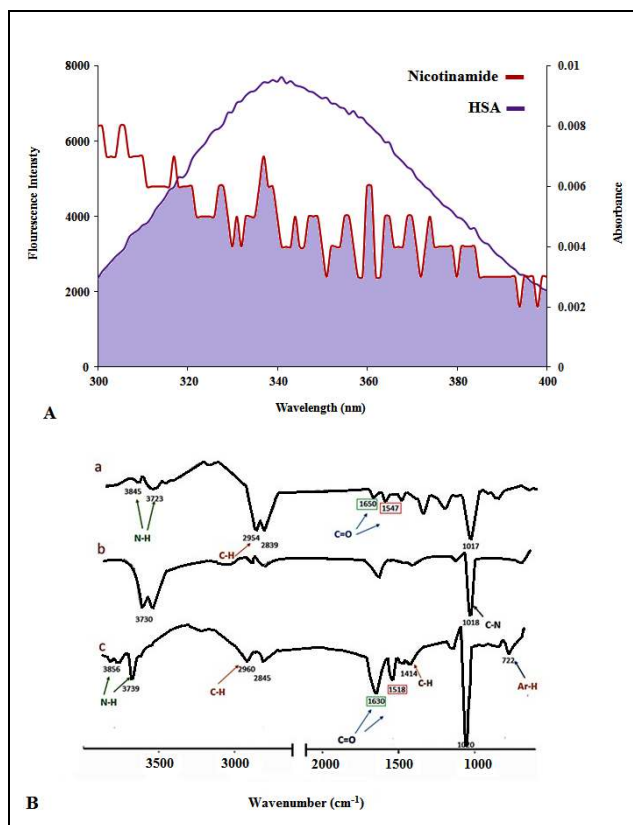 8000
6000
4000
2000
0
Flourescence Intensty
0.01
0.008
0.006
0.004
0.002
0
Absorbance
Nicotinamide
HSA
300
320
340
360
380
400
Wavelength (nm)
A
a
3845
3723
N-H
C-H
2954
2839
1650
1547
C=O
1017
b
3730
1018
C-N
c
3856
3739
N-H
C-H
2960
2845
1630
1518
C=O
1414
C-H
722
Ar-H
1020
3500
3000
2000
1500
1000
Wavenumber (cm-1)
B